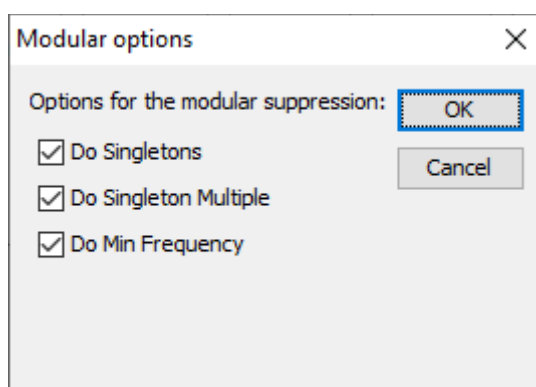 Modular options
Options for the modular suppression:
OK
Do Singletons
Cancel
Do Singleton Multiple
Do Min Frequency